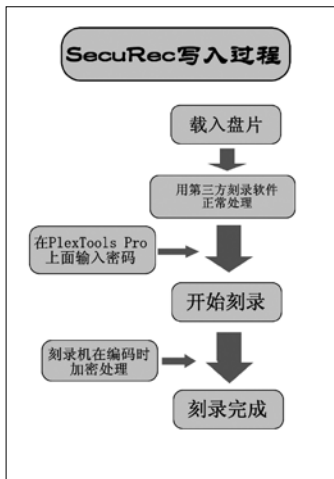 SecuRec写入过程
载入盘片
用第三方刻录软件
正常处理
在PlexTools Pro
上面输入密码
开始刻录
刻录机在编码时
加密处理
刻录完成